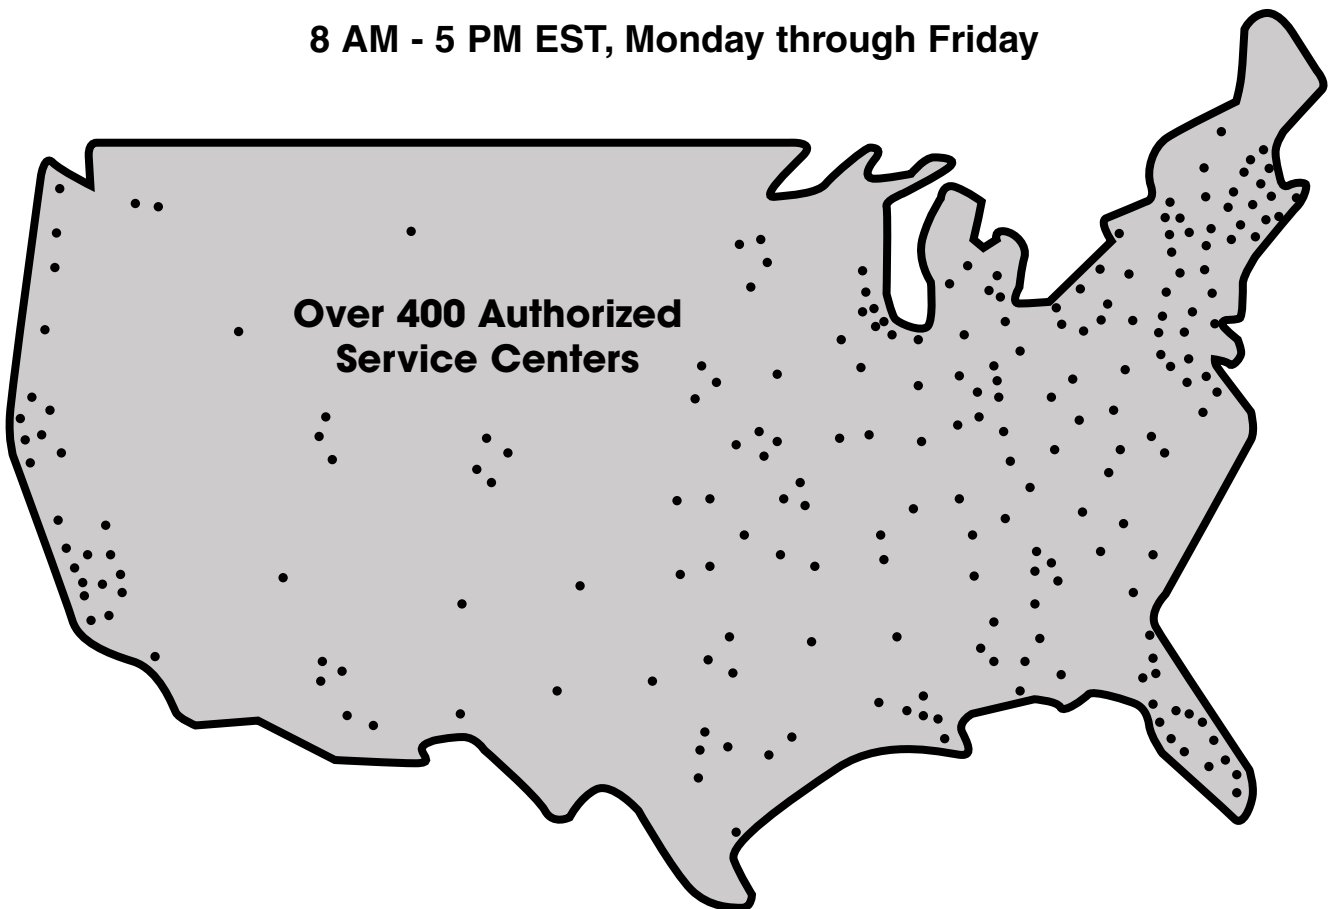 8 AM - 5 PM EST, Monday through Friday
Over 400 Authorized
Service Centers